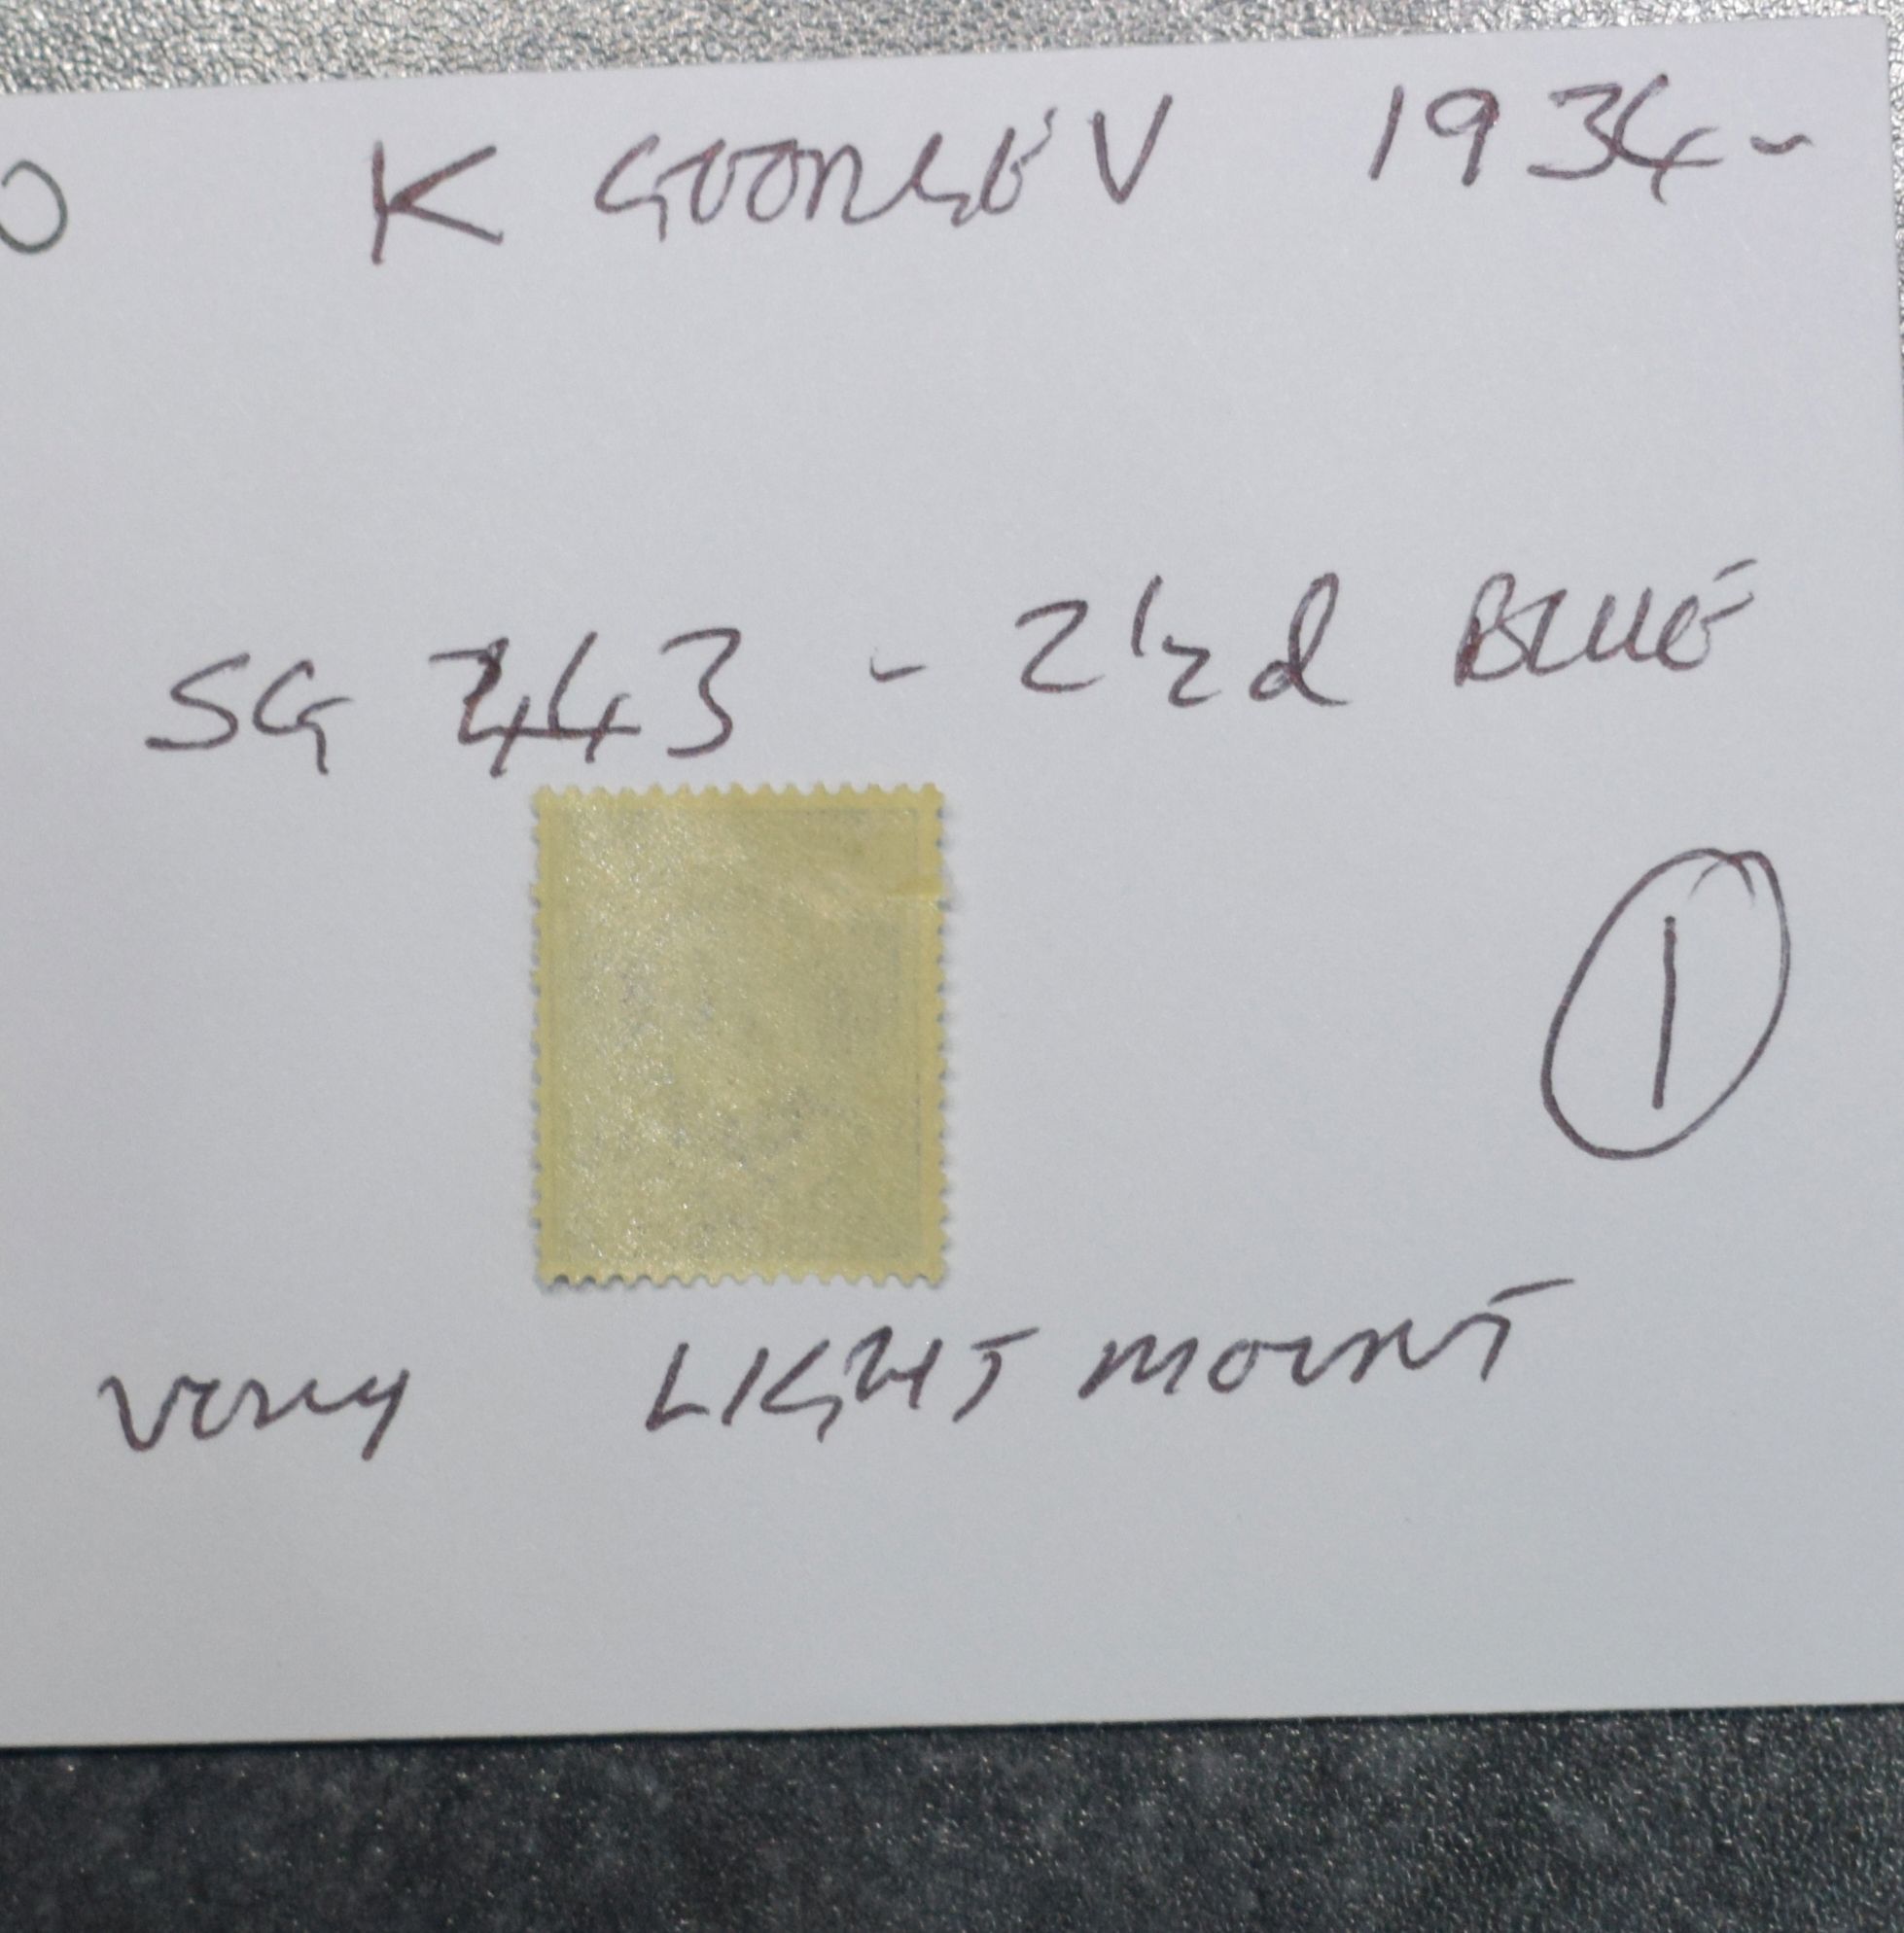 O K GEORGE V 1934-
SG 443 - 2½d BLUE
1
VERY LIGHT MOUNT